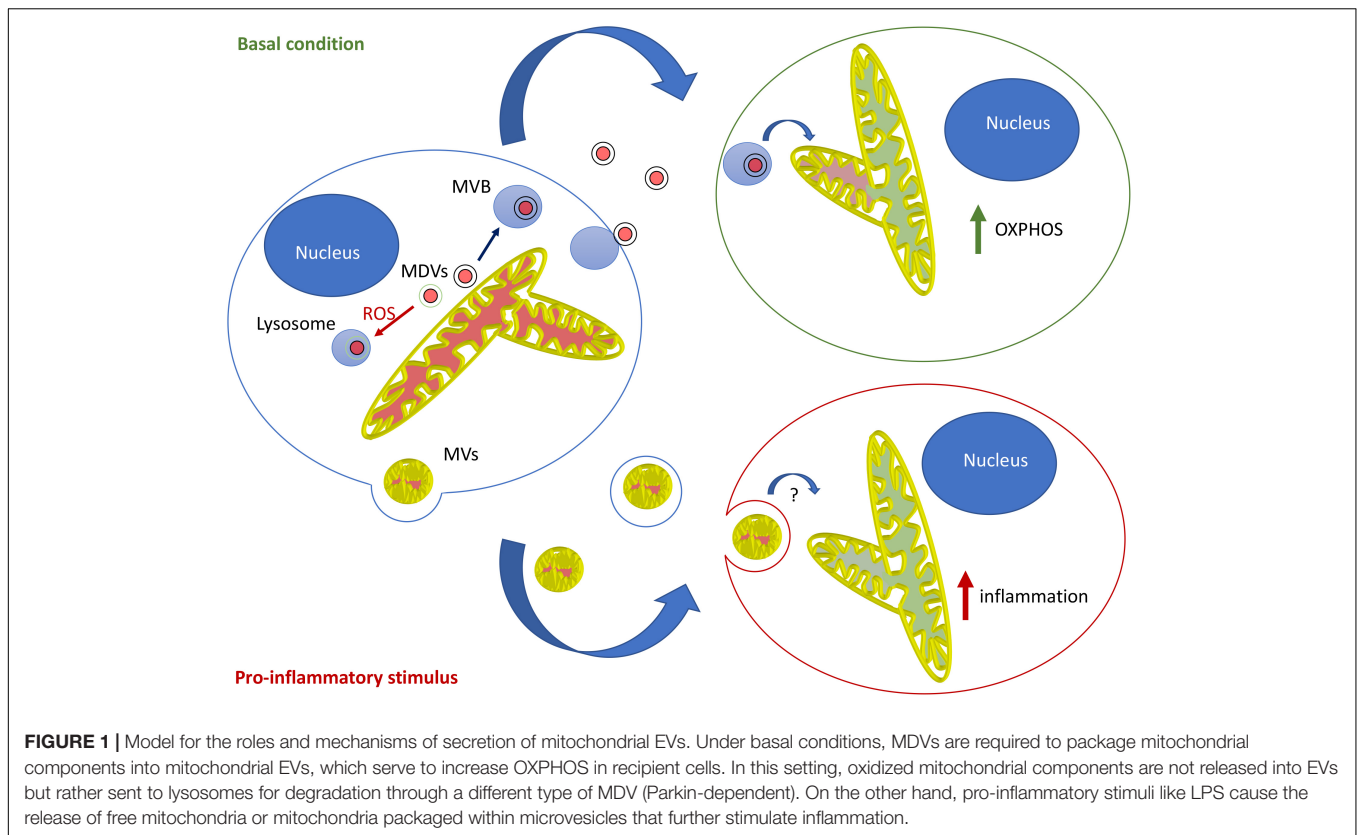 Basal condition
Nucleus
MVB
Nucleus
MDVs
OXPHOS
ROS
Lysosome
MVs
Nucleus
?
inflammation
Pro-inflammatory stimulus
FIGURE 1 | Model for the roles and mechanisms of secretion of mitochondrial EVs. Under basal conditions, MDVs are required to package mitochondrial
components into mitochondrial EVs, which serve to increase OXPHOS in recipient cells. In this setting, oxidized mitochondrial components are not released into EVs
but rather sent to lysosomes for degradation through a different type of MDV (Parkin-dependent). On the other hand, pro-inflammatory stimuli like LPS cause the
release of free mitochondria or mitochondria packaged within microvesicles that further stimulate inflammation.